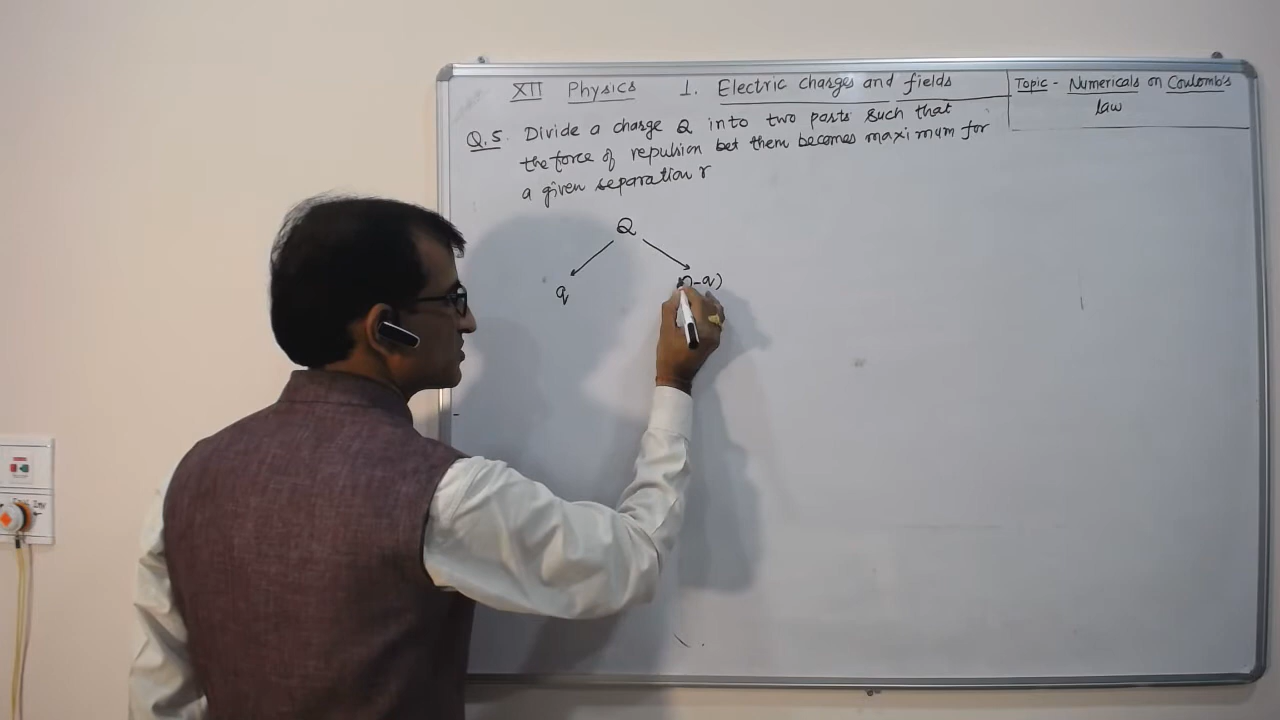 XII Physics 1. Electric charges and fields
Topic - Numericals on Coulomb's
law
Q.5. Divide a charge Q into two parts such that
the force of repulsion bet them becomes maximum for
a given separation r
Q
q
-q)